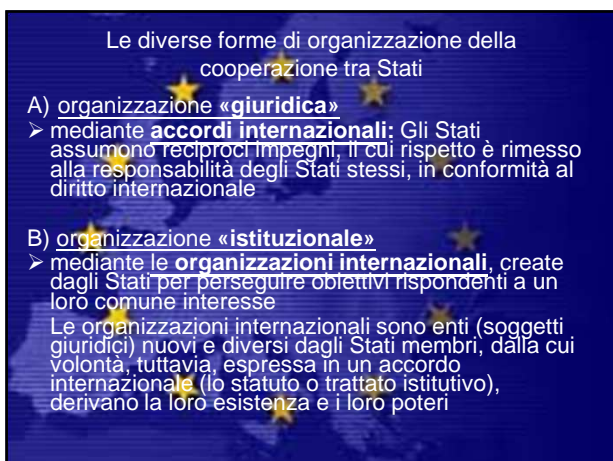 Le diverse forme di organizzazione della
cooperazione tra Stati
A) organizzazione «giuridica»
➢ mediante accordi internazionali: Gli Stati
assumono reciproci impegni, il cui rispetto è rimesso
alla responsabilità degli Stati stessi, in conformità al
diritto internazionale
B) organizzazione «istituzionale»
➢ mediante le organizzazioni internazionali, create
dagli Stati per perseguire obiettivi rispondenti a un
loro comune interesse
Le organizzazioni internazionali sono enti (soggetti
giuridici) nuovi e diversi dagli Stati membri, dalla cui
volontà, tuttavia, espressa in un accordo
internazionale (lo statuto o trattato istitutivo),
derivano la loro esistenza e i loro poteri